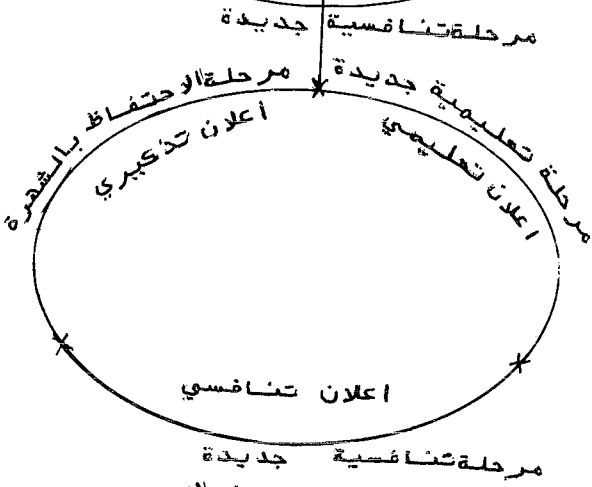 مرحلة تنافسية جديدة
مرحلة تعليمية جديدة
مرحلة الاحتفاظ بالشهرة
أعلان تذكيري
اعلان تعليمي
اعلان تنافسي
مرحلة تنافسية جديدة